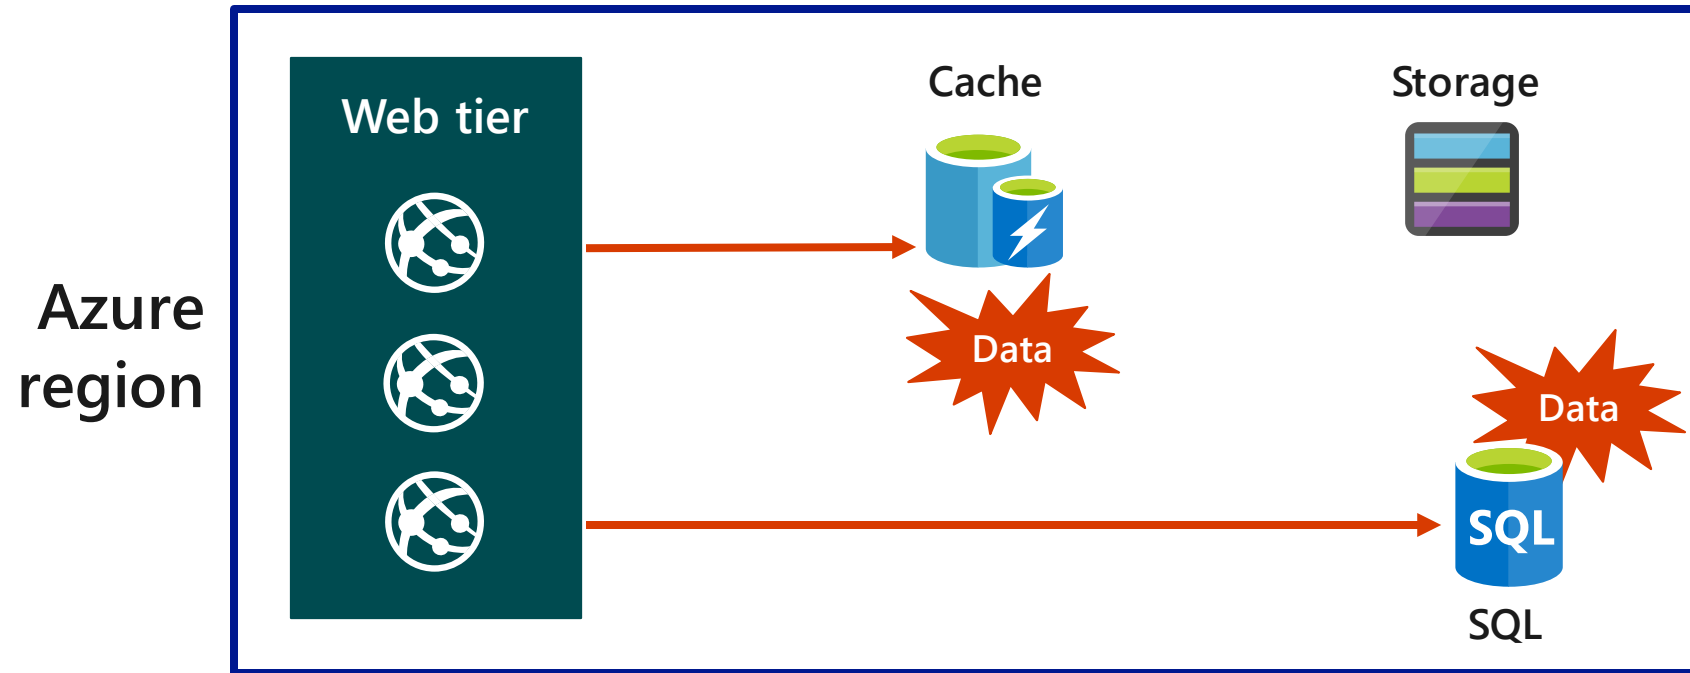 Azure
region
Web tier
Cache
Storage
Data
Data
SQL
SQL